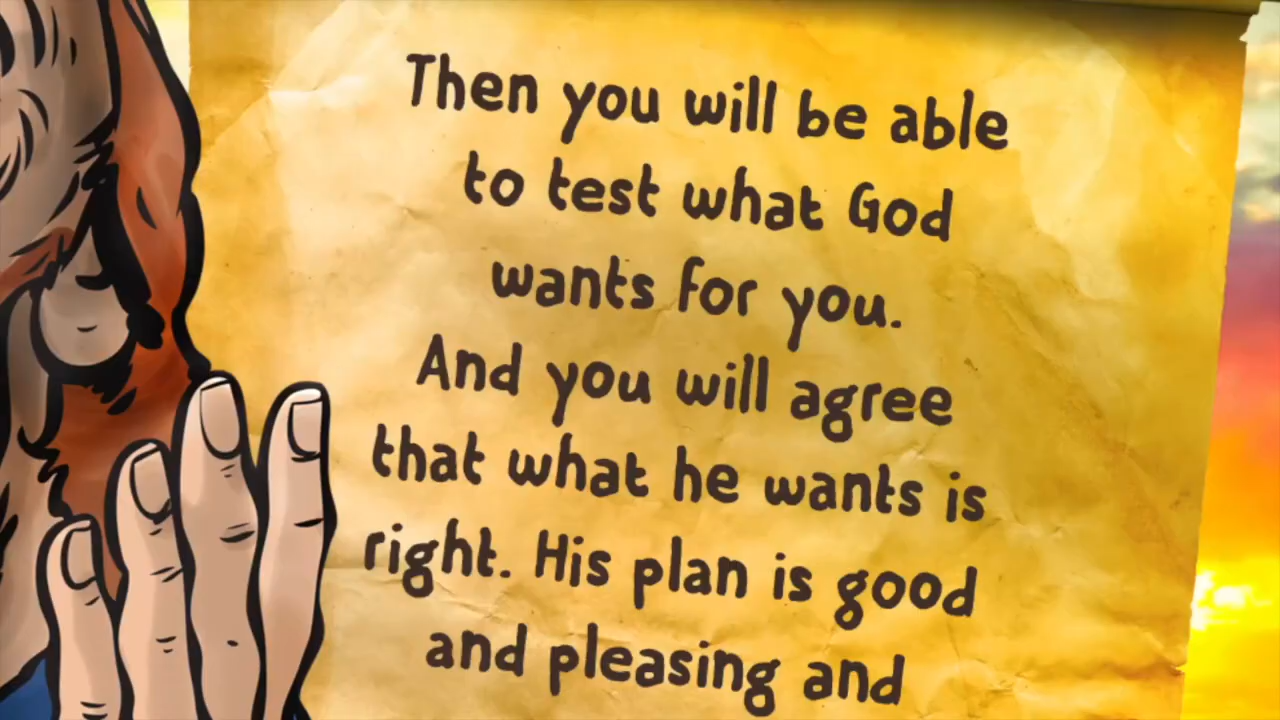 Then you will be able
to test what God
wants for you.
And you will agree
that what he wants is
right. His plan is good
and pleasing and